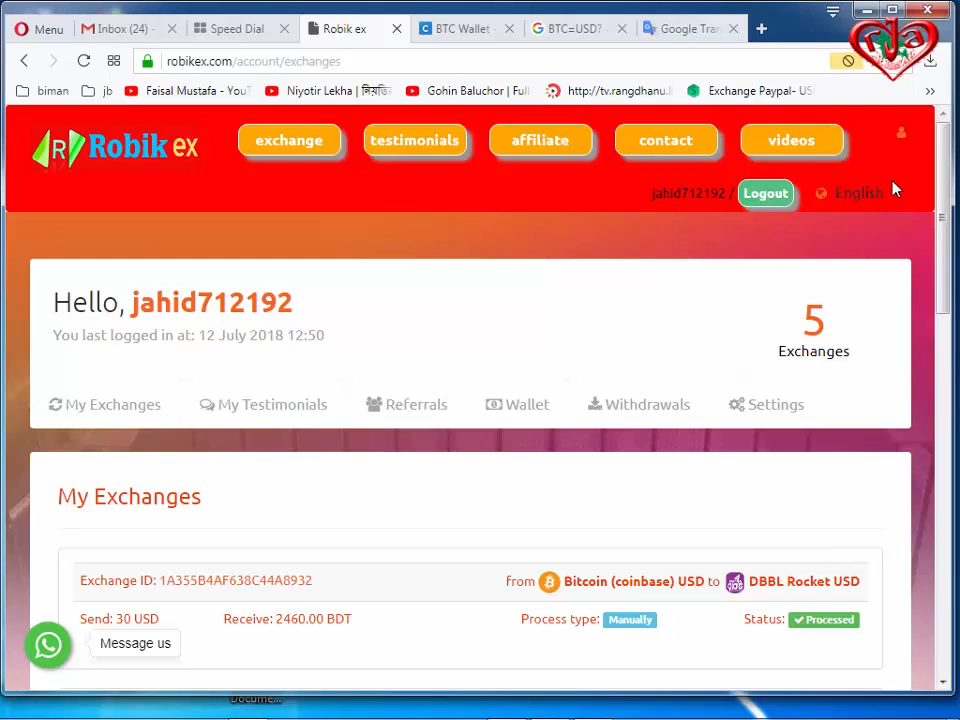 Menu
Inbox (24) -
Speed Dial
Robik ex
BTC Wallet -
BTC=USD? -
Google Tran
rja
robikex.com/account/exchanges
biman
jb
Faisal Mustafa - YouT
Niyotir Lekha | নিয়তির
Gohin Baluchor | Full
http://tv.rangdhanu.l
Exchange Paypal- US
R Robik ex
exchange
testimonials
affiliate
contact
videos
jahid712192 / Logout
English
Hello, jahid712192
You last logged in at: 12 July 2018 12:50
5
Exchanges
My Exchanges
My Testimonials
Referrals
Wallet
Withdrawals
Settings
My Exchanges
Exchange ID: 1A355B4AF638C44A8932
from Bitcoin (coinbase) USD to DBBL Rocket USD
Send: 30 USD
Receive: 2460.00 BDT
Process type: Manually
Status: Processed
Message us
Docume...